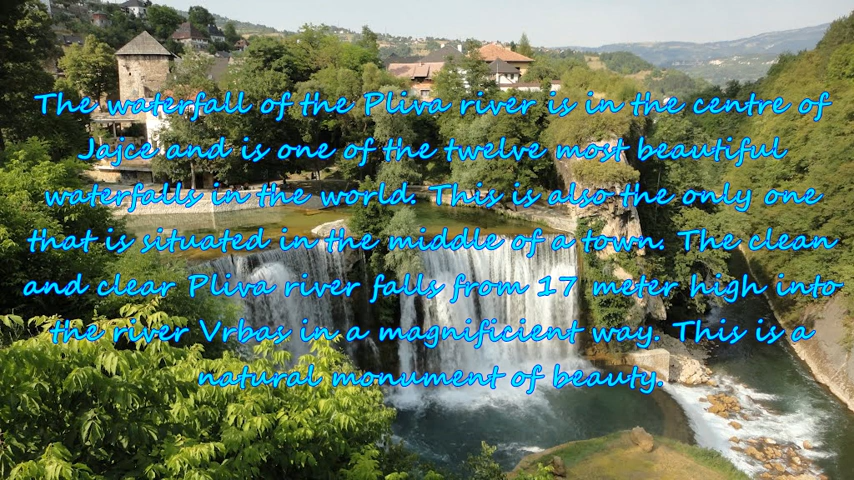 The waterfall of the Pliva river is in the centre of
Jajce and is one of the twelve most beautiful
waterfalls in the world. This is also the only one
that is situated in the middle of a town. The clean
and clear Pliva river falls from 17 meter high into
the river Vrbas in a magnificient way. This is a
natural monument of beauty.